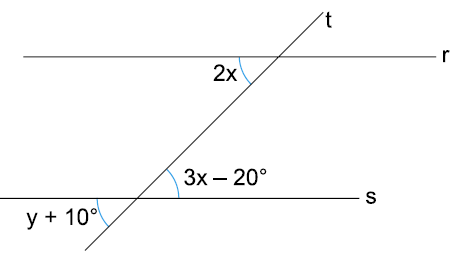 t
r
2x
3x – 20°
s
y + 10°